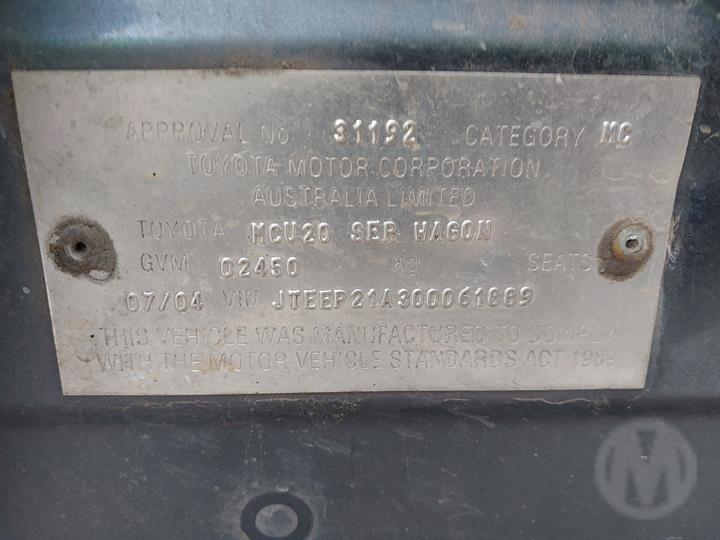 APPROVAL No. 31192 CATEGORY MC
TOYOTA MOTOR CORPORATION
AUSTRALIA LIMITED
TOYOTA MCU20 SER WAGON
GVM 02450 Kg SEATS
07/04 VIN JTEEP21A300061889
THIS VEHICLE WAS MANUFACTURED TO COMPLY
WITH THE MOTOR VEHICLE STANDARDS ACT 1989
M